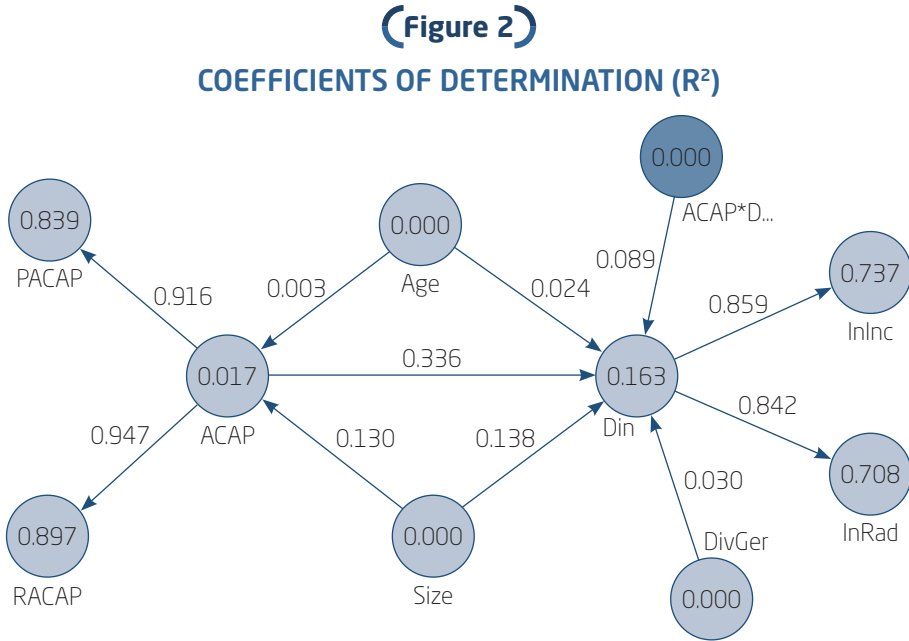 Figure 2
COEFFICIENTS OF DETERMINATION (R²)
0.000
ACAP*D...
0.839
PACAP
0.000
Age
0.089
0.737
InInc
0.916
0.003
0.024
0.859
0.017
ACAP
0.336
0.163
Din
0.947
0.130
0.138
0.842
0.897
RACAP
0.000
Size
0.030
0.708
InRad
DivGer
0.000